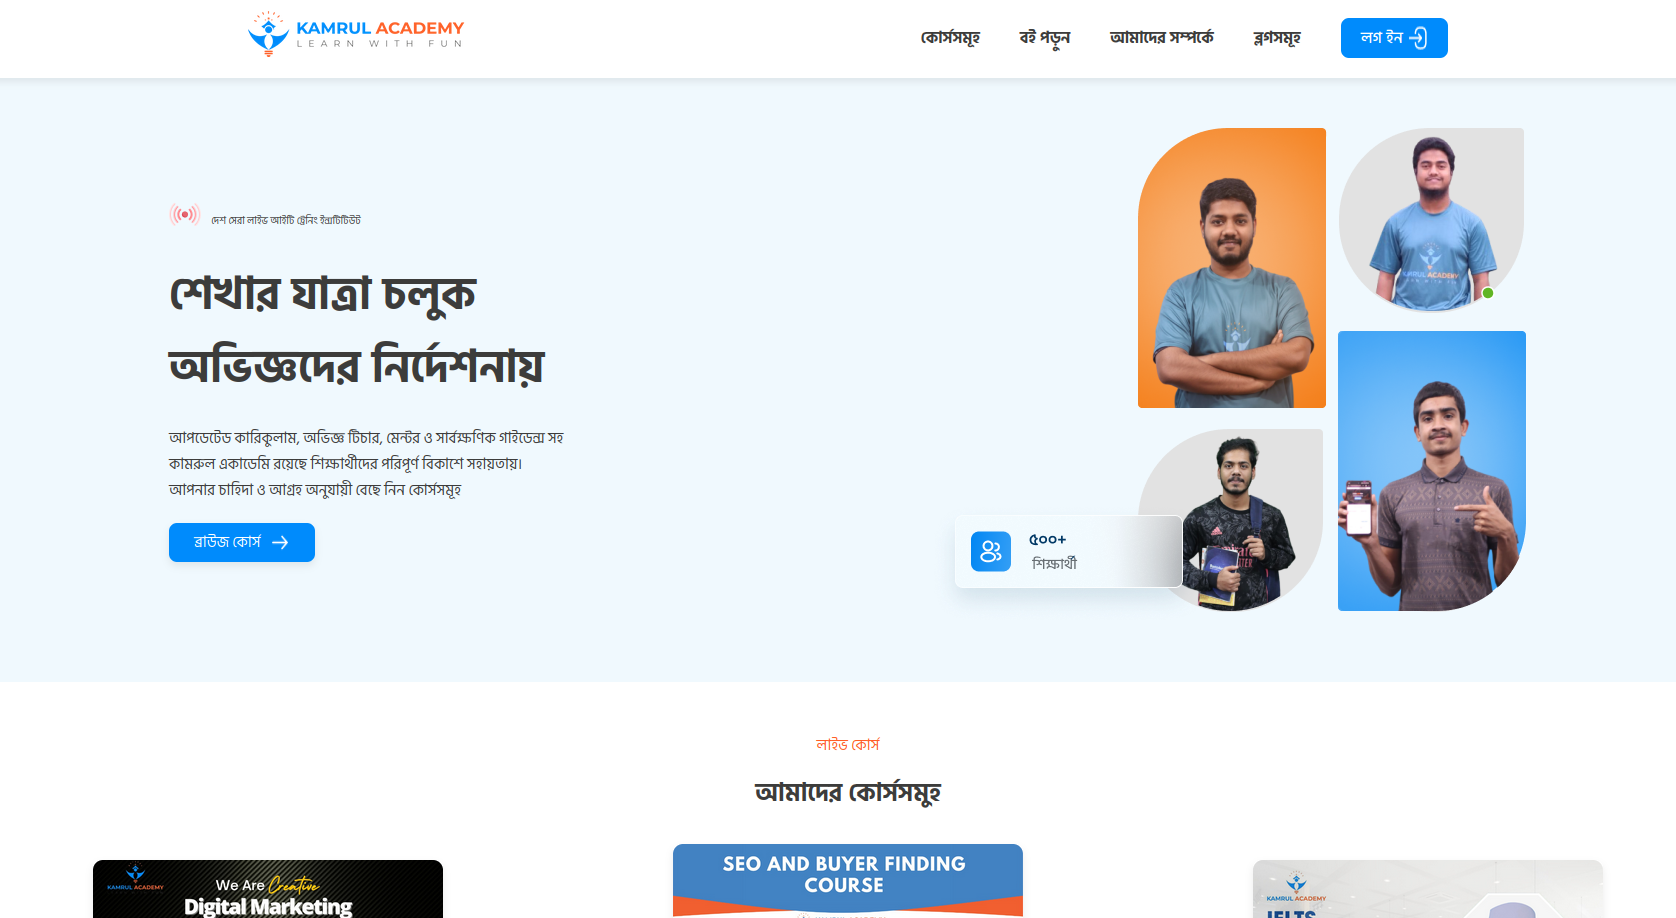 KAMRUL ACADEMY
LEARN WITH FUN
কোর্সসমূহ
বই পড়ুন
আমাদের সম্পর্কে
ব্লগসমূহ
লগ ইন
দেশ সেরা লাইভ আইটি ট্রেনিং ইন্সটিটিউট
শেখার যাত্রা চলুক
অভিজ্ঞদের নির্দেশনায়
আপডেটেড কারিকুলাম, অভিজ্ঞ টিচার, মেন্টর ও সার্বক্ষণিক গাইডেন্স সহ
কামরুল একাডেমি রয়েছে শিক্ষার্থীদের পরিপূর্ণ বিকাশে সহায়তায়।
আপনার চাহিদা ও আগ্রহ অনুযায়ী বেছে নিন কোর্সসমূহ
ব্রাউজ কোর্স
৫০০+
শিক্ষার্থী
KAMRUL ACADEMY
লাইভ কোর্স
আমাদের কোর্সসমুহ
KAMRUL ACADEMY
We Are Creative
Digital Marketing
SEO AND BUYER FINDING
COURSE
KAMRUL ACADEMY
IELTS